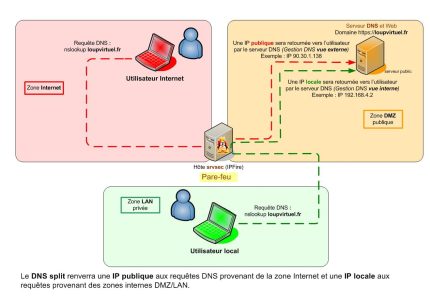 Requête DNS :
nslookup loupvirtuel.fr
Utilisateur Internet
Zone Internet
Serveur DNS et Web
Domaine https://loupvirtuel.fr
Une IP publique sera retournée vers l'utilisateur
par le serveur DNS (Gestion DNS vue externe)
Exemple : IP 90.30.1.138
serveur public
Une IP locale sera retournée vers l'utilisateur
par le serveur DNS (Gestion DNS vue interne)
Exemple : IP 192.168.4.2
Zone DMZ
publique
Hôte srvsec (IPFire)
Pare-feu
Zone LAN
privée
Requête DNS :
nslookup loupvirtuel.fr
Utilisateur local
Le DNS split renverra une IP publique aux requêtes DNS provenant de la zone Internet et une IP locale aux
requêtes provenant des zones internes DMZ/LAN.